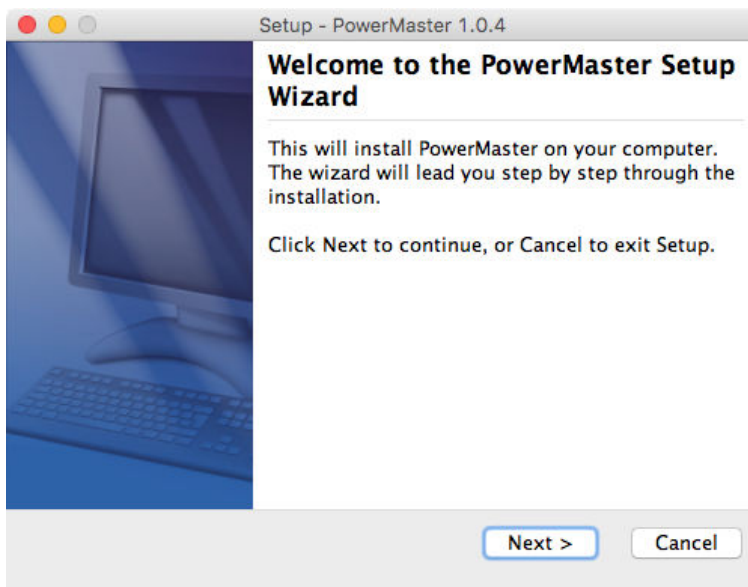 Setup - PowerMaster 1.0.4
Welcome to the PowerMaster Setup
Wizard
This will install PowerMaster on your computer.
The wizard will lead you step by step through the
installation.
Click Next to continue, or Cancel to exit Setup.
Next >
Cancel